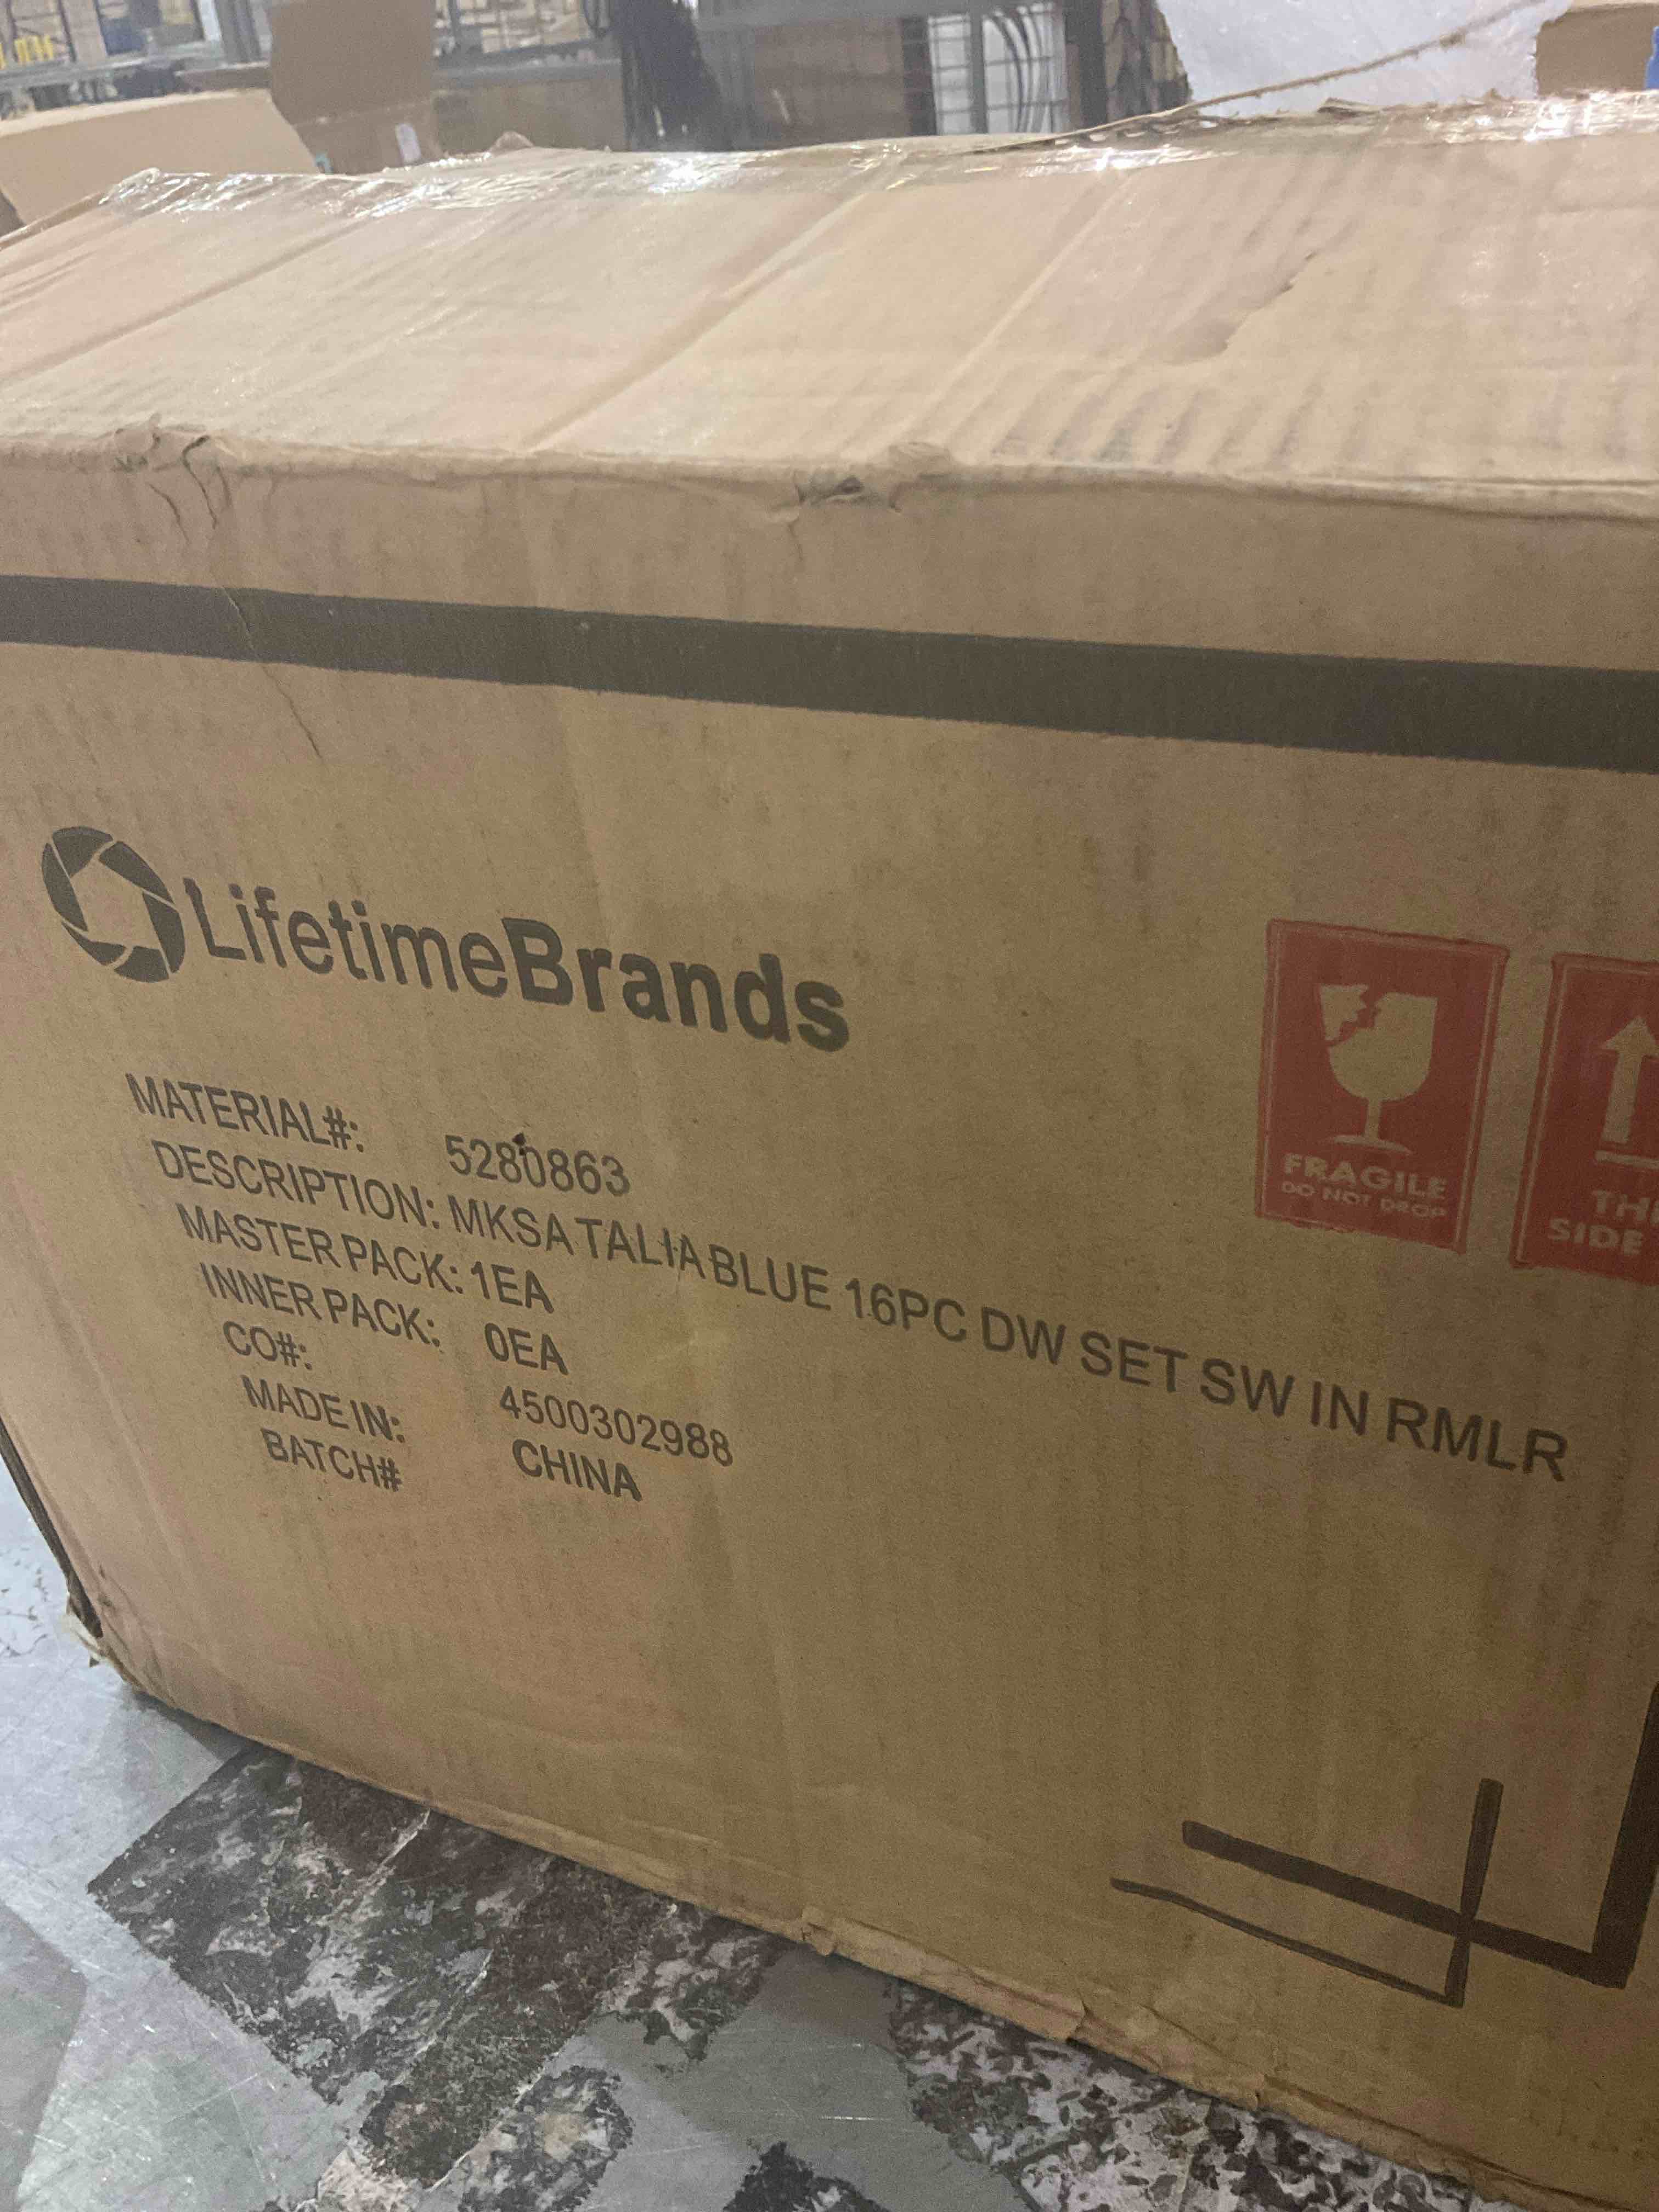 LifetimeBrands
MATERIAL#: 5280863
DESCRIPTION: MKSA TALIA BLUE 16PC DW SET SW IN RMLR
MASTER PACK: 1EA
INNER PACK: 0EA
CO#: 4500302988
MADE IN: CHINA
BATCH#
FRAGILE
DO NOT DROP
SIDE